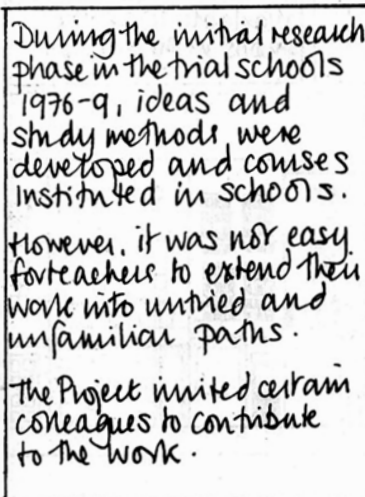 During the initial research
phase in the trial schools
1976-9, ideas and
study methods were
developed and courses
instituted in schools.
However, it was not easy
for teachers to extend their
work into untried and
unfamiliar paths.
The Project invited certain
colleagues to contribute
to the work.